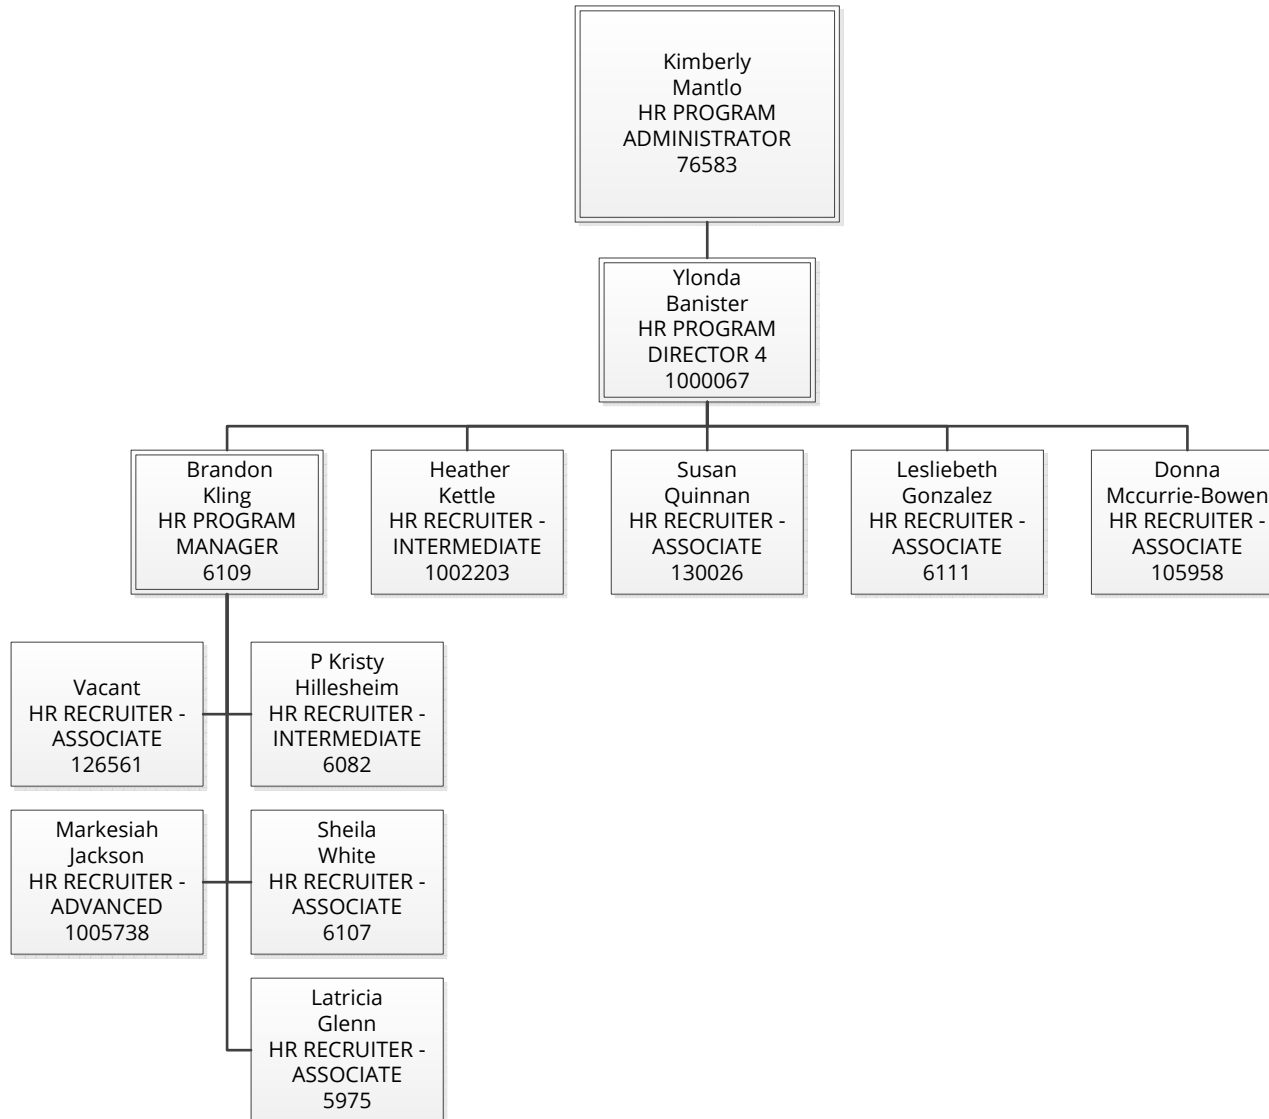 Kimberly
Mantlo
HR PROGRAM
ADMINISTRATOR
76583
Ylonda
Banister
HR PROGRAM
DIRECTOR 4
1000067
Brandon
Kling
HR PROGRAM
MANAGER
6109
Heather
Kettle
HR RECRUITER -
INTERMEDIATE
1002203
Susan
Quinnan
HR RECRUITER -
ASSOCIATE
130026
Lesliebeth
Gonzalez
HR RECRUITER -
ASSOCIATE
6111
Donna
Mccurrie-Bowen
HR RECRUITER -
ASSOCIATE
105958
Vacant
HR RECRUITER -
ASSOCIATE
126561
P Kristy
Hillesheim
HR RECRUITER -
INTERMEDIATE
6082
Markesiah
Jackson
HR RECRUITER -
ADVANCED
1005738
Sheila
White
HR RECRUITER -
ASSOCIATE
6107
Latricia
Glenn
HR RECRUITER -
ASSOCIATE
5975